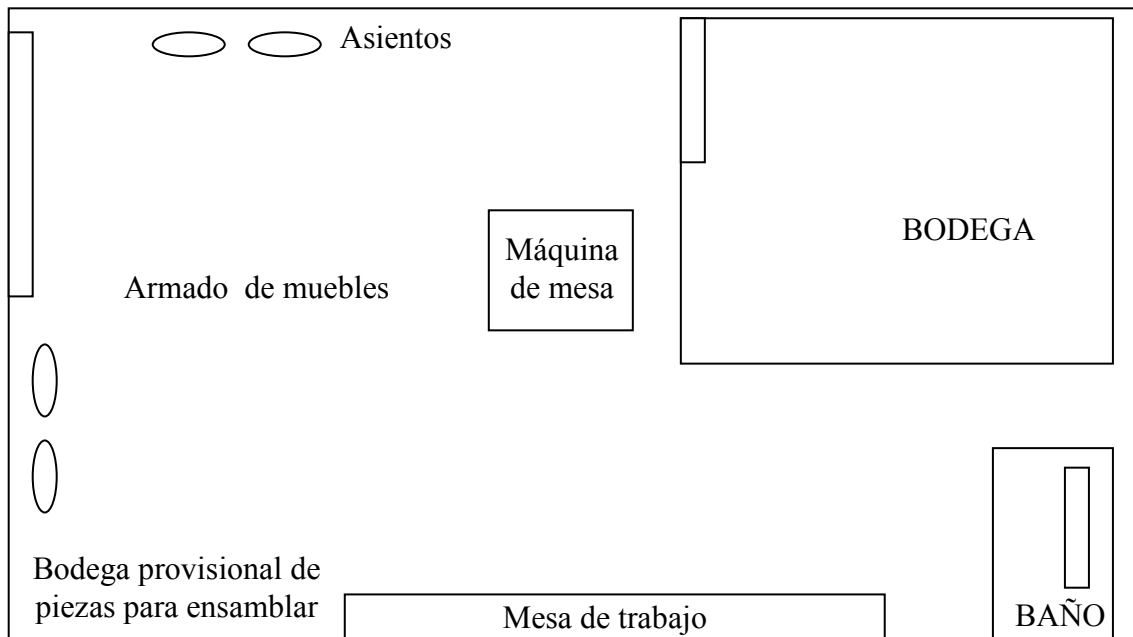 Asientos
BODEGA
Máquina
de mesa
Armado de muebles
Bodega provisional de
piezas para ensamblar
Mesa de trabajo
BAÑO